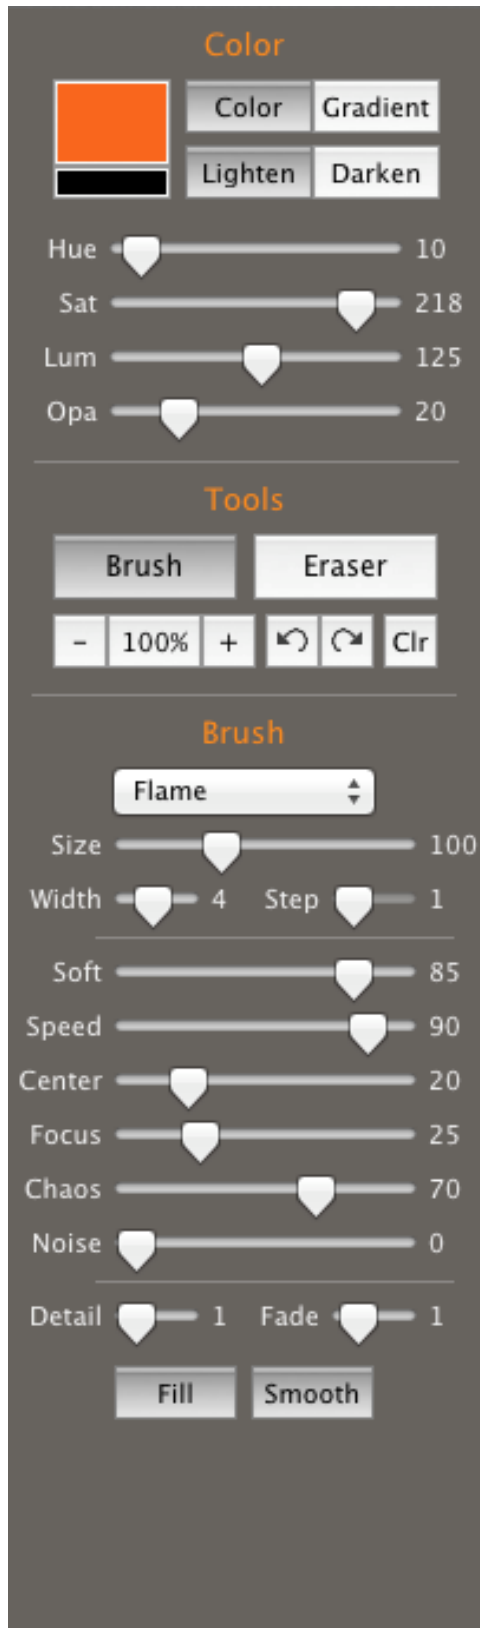 Color
Color Gradient
Lighten Darken
Hue 10
Sat 218
Lum 125
Opa 20
Tools
Brush Eraser
- 100% + Clr
Brush
Flame
Size 100
Width 4 Step 1
Soft 85
Speed 90
Center 20
Focus 25
Chaos 70
Noise 0
Detail 1 Fade 1
Fill Smooth